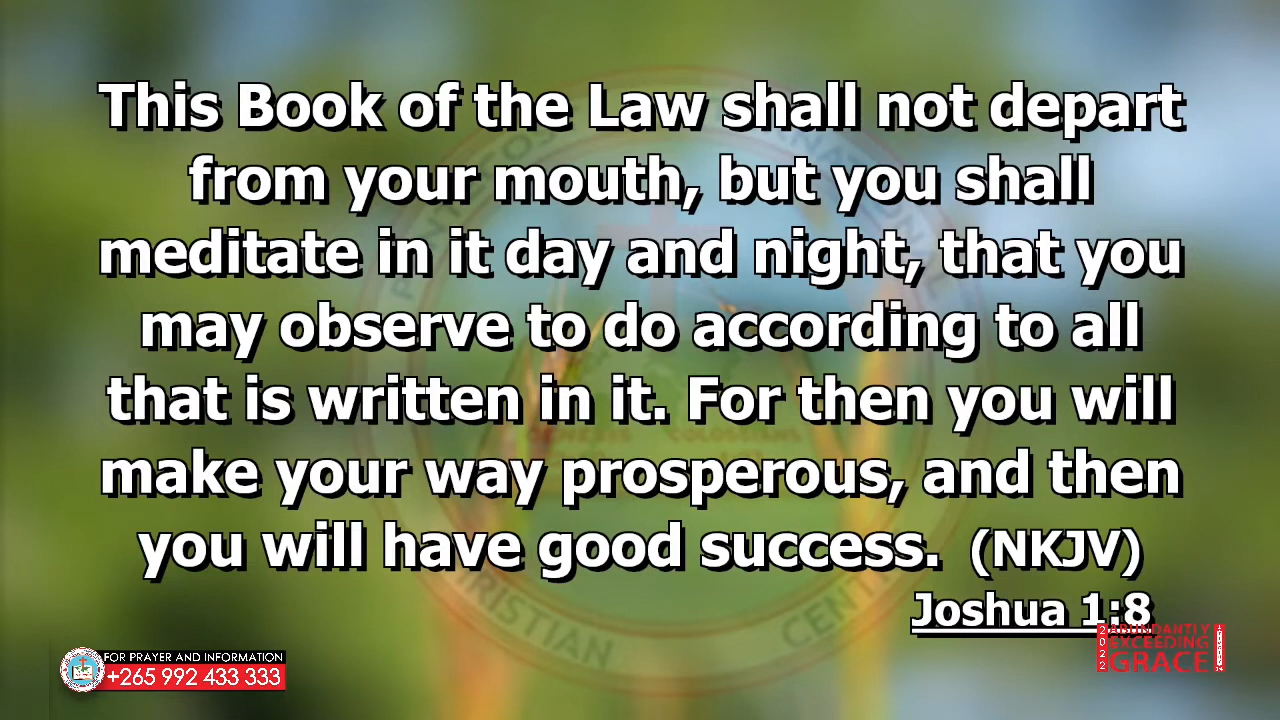 This Book of the Law shall not depart
from your mouth, but you shall
meditate in it day and night, that you
may observe to do according to all
that is written in it. For then you will
make your way prosperous, and then
you will have good success. (NKJV)
Joshua 1:8
FOR PRAYER AND INFORMATION
+265 992 433 333
2022
ABUNDANTLY
EXCEEDING
GRACE
CHRISTIAN